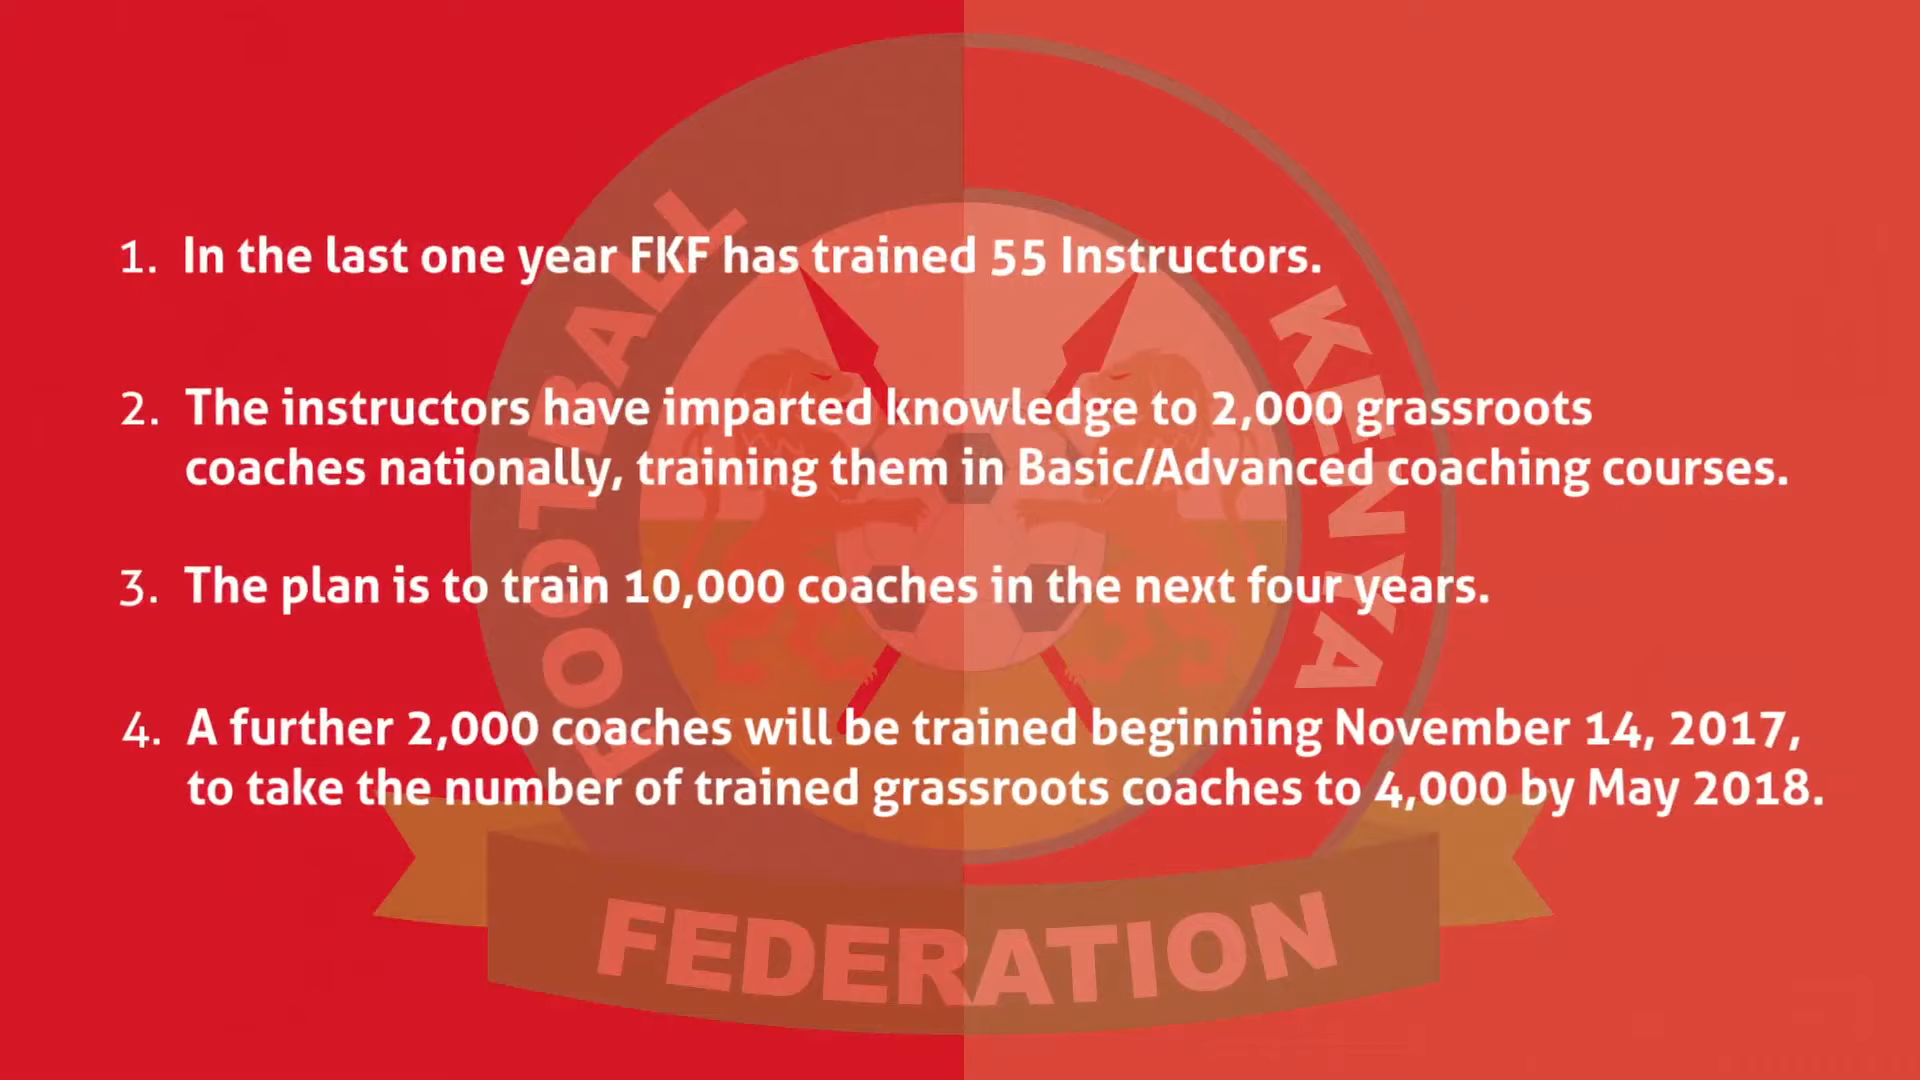 1. In the last one year FKF has trained 55 Instructors.
2. The instructors have imparted knowledge to 2,000 grassroots
coaches nationally, training them in Basic/Advanced coaching courses.
3. The plan is to train 10,000 coaches in the next four years.
4. A further 2,000 coaches will be trained beginning November 14, 2017,
to take the number of trained grassroots coaches to 4,000 by May 2018.
FOOTBALL
KENYA
FEDERATION